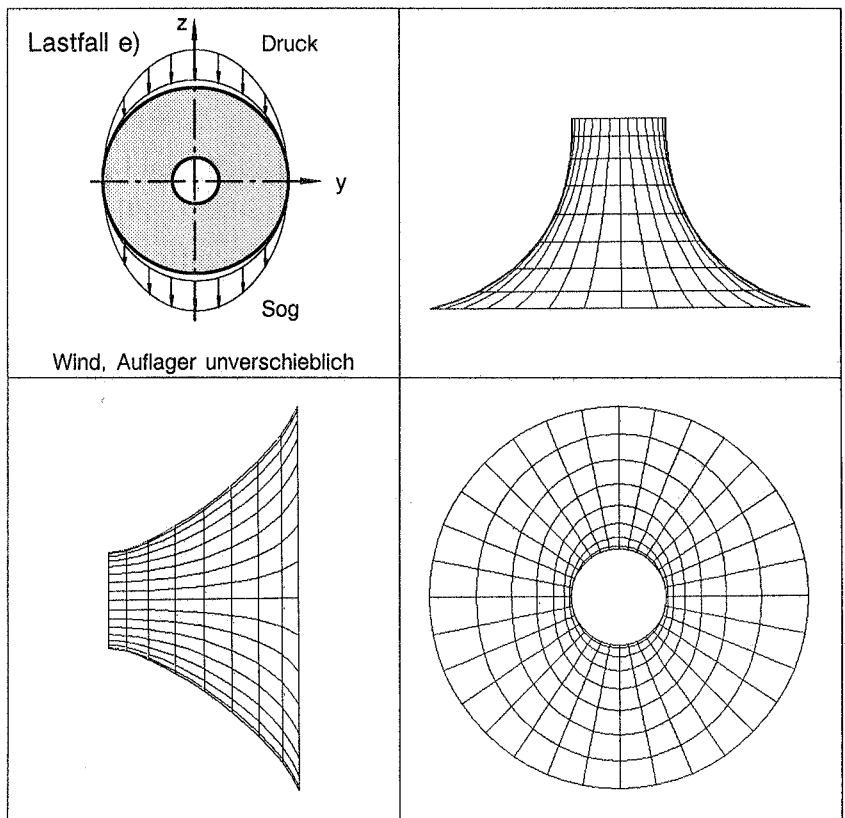 z
Lastfall e)
Druck
y
Sog
Wind, Auflager unverschieblich